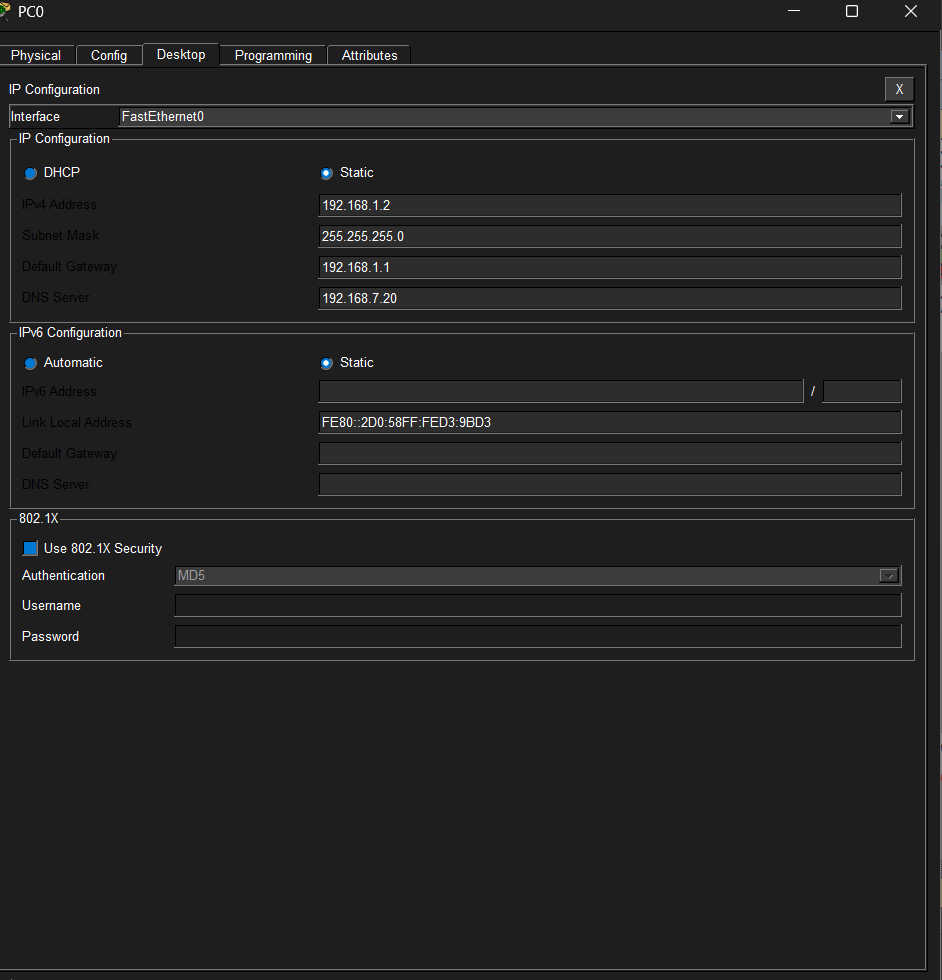 PC0
Physical Config Desktop Programming Attributes
IP Configuration X
Interface FastEthernet0
IP Configuration
DHCP Static
IPv4 Address 192.168.1.2
Subnet Mask 255.255.255.0
Default Gateway 192.168.1.1
DNS Server 192.168.7.20
IPv6 Configuration
Automatic Static
IPv6 Address /
Link Local Address FE80::2D0:58FF:FED3:9BD3
Default Gateway
DNS Server
802.1X
Use 802.1X Security
Authentication MD5
Username
Password